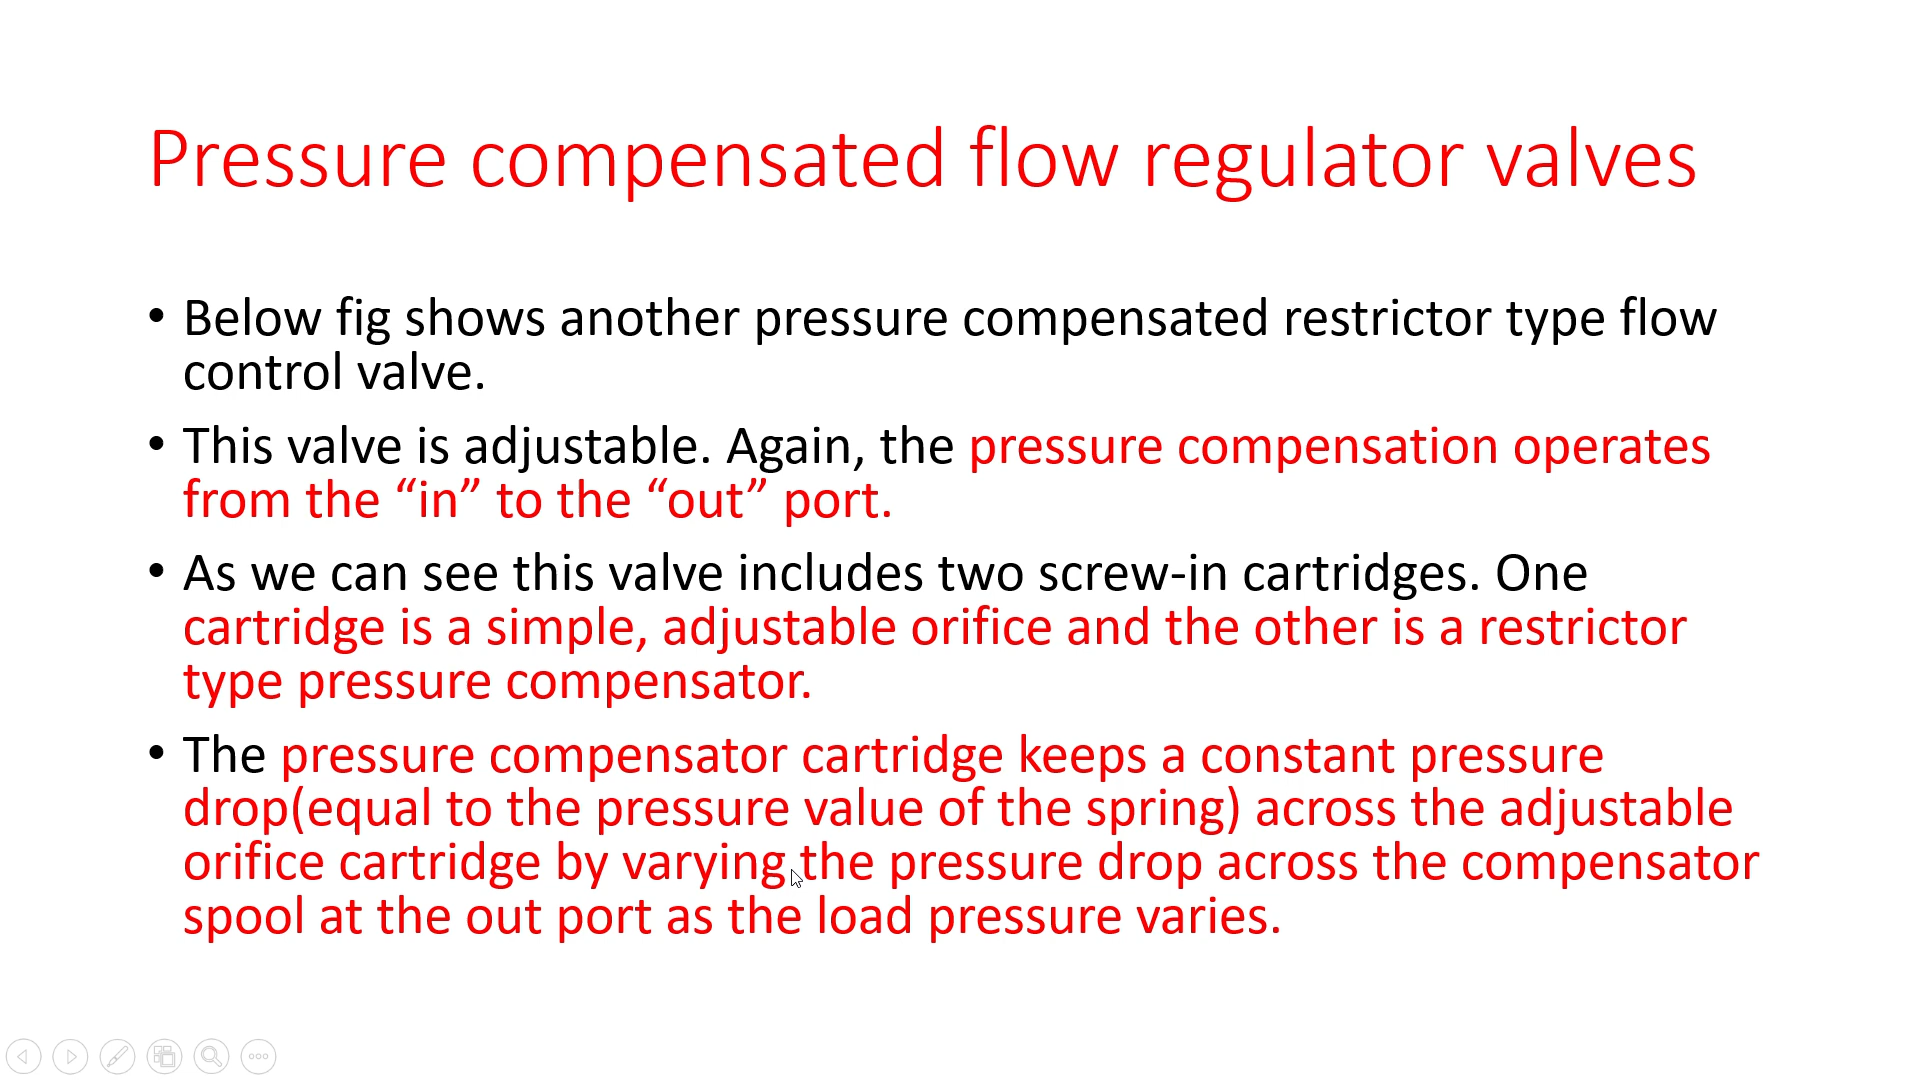 Pressure compensated flow regulator valves
• Below fig shows another pressure compensated restrictor type flow
control valve.
• This valve is adjustable. Again, the pressure compensation operates
from the “in” to the “out” port.
• As we can see this valve includes two screw-in cartridges. One
cartridge is a simple, adjustable orifice and the other is a restrictor
type pressure compensator.
• The pressure compensator cartridge keeps a constant pressure
drop(equal to the pressure value of the spring) across the adjustable
orifice cartridge by varying the pressure drop across the compensator
spool at the out port as the load pressure varies.